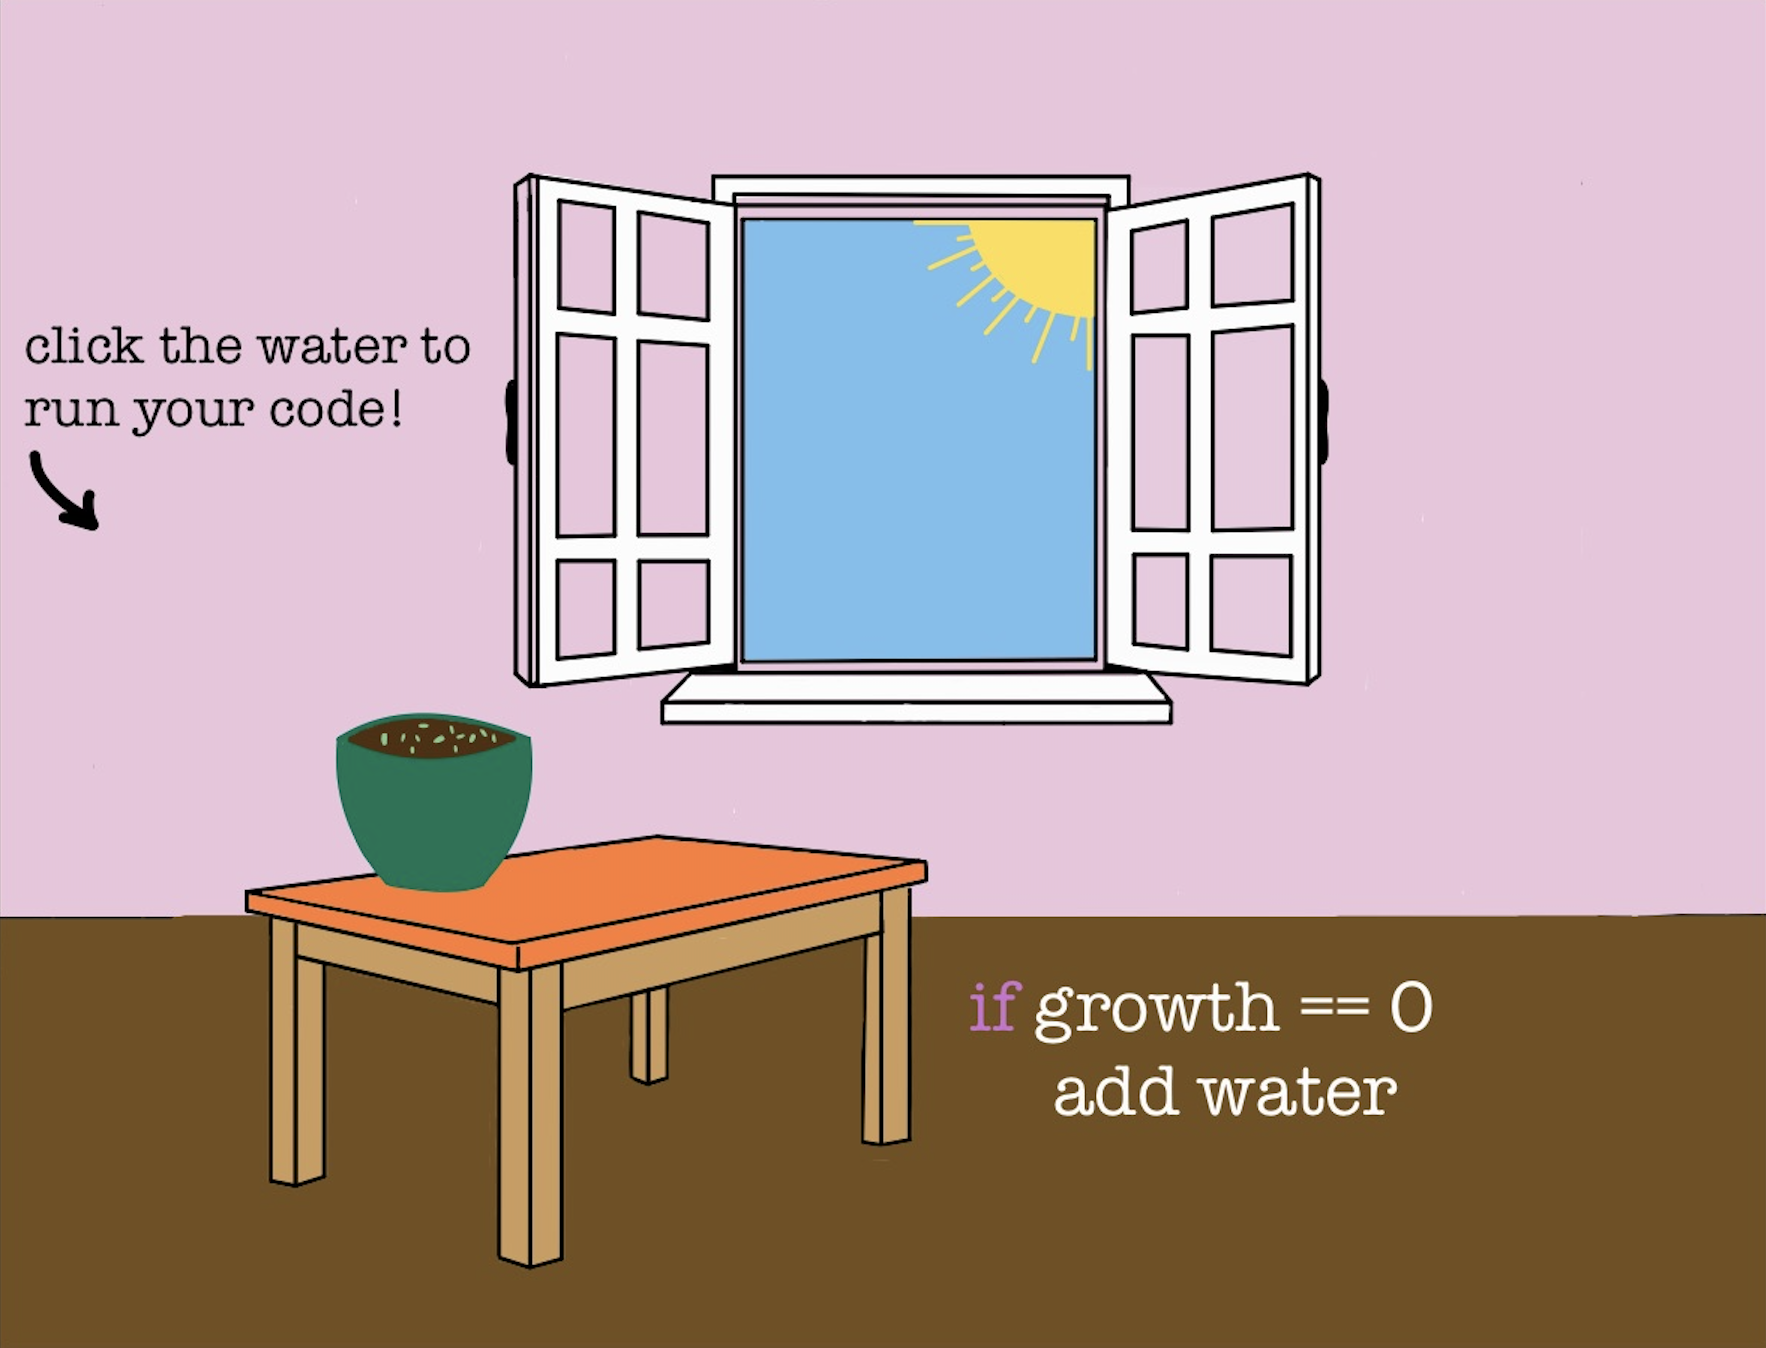 click the water to
run your code!
if growth == 0
add water